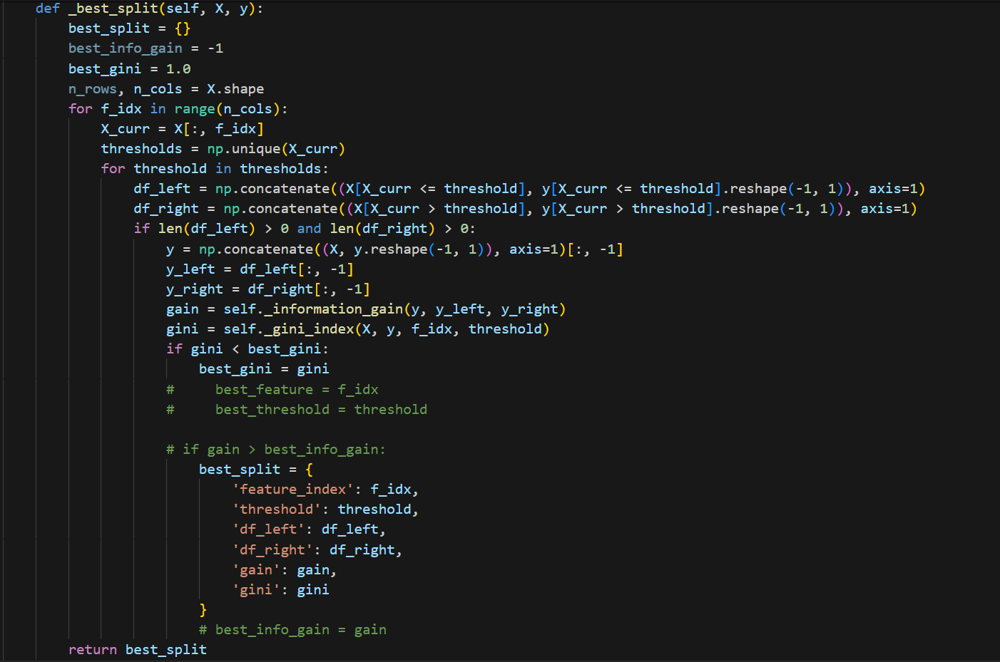 def _best_split(self, X, y):
    best_split = {}
    best_info_gain = -1
    best_gini = 1.0
    n_rows, n_cols = X.shape
    for f_idx in range(n_cols):
        X_curr = X[:, f_idx]
        thresholds = np.unique(X_curr)
        for threshold in thresholds:
            df_left = np.concatenate((X[X_curr <= threshold], y[X_curr <= threshold].reshape(-1, 1)), axis=1)
            df_right = np.concatenate((X[X_curr > threshold], y[X_curr > threshold].reshape(-1, 1)), axis=1)
            if len(df_left) > 0 and len(df_right) > 0:
                y = np.concatenate((X, y.reshape(-1, 1)), axis=1)[:, -1]
                y_left = df_left[:, -1]
                y_right = df_right[:, -1]
                gain = self._information_gain(y, y_left, y_right)
                gini = self._gini_index(X, y, f_idx, threshold)
                if gini < best_gini:
                    best_gini = gini
                #     best_feature = f_idx
                #     best_threshold = threshold

                # if gain > best_info_gain:
                    best_split = {
                        'feature_index': f_idx,
                        'threshold': threshold,
                        'df_left': df_left,
                        'df_right': df_right,
                        'gain': gain,
                        'gini': gini
                    }
                    # best_info_gain = gain
    return best_split